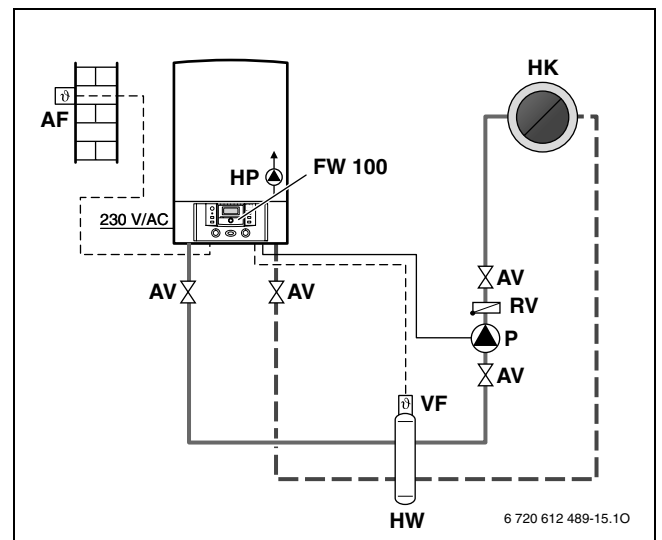 HK
ϑ
AF
HP
FW 100
230 V/AC
AV
AV
AV
RV
P
AV
ϑ
VF
HW
6 720 612 489-15.1O